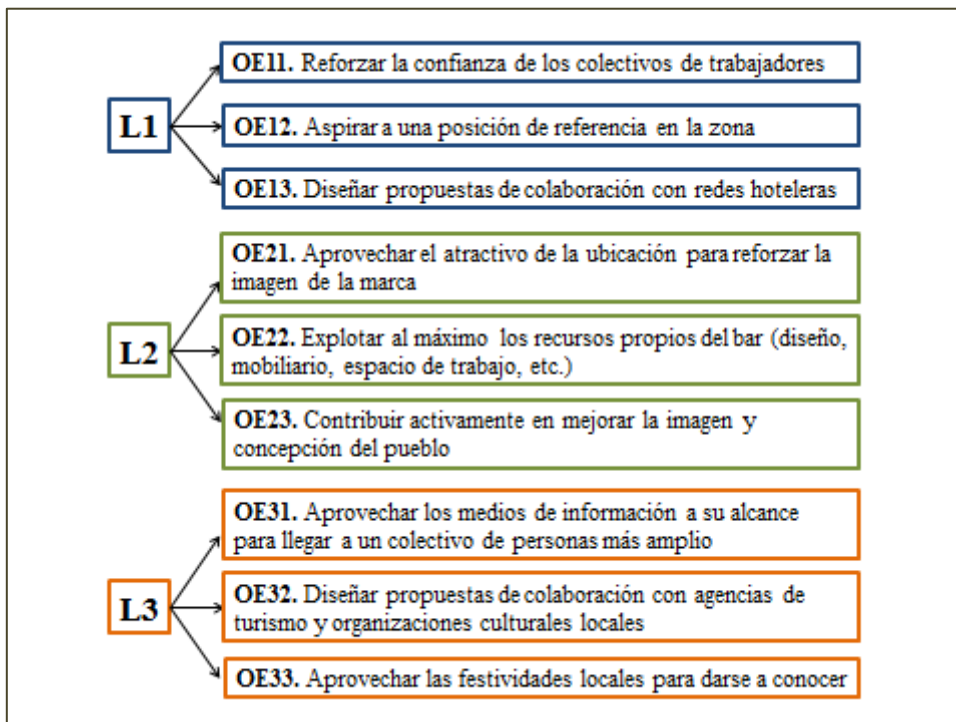 L1
OE11. Reforzar la confianza de los colectivos de trabajadores
OE12. Aspirar a una posición de referencia en la zona
OE13. Diseñar propuestas de colaboración con redes hoteleras
L2
OE21. Aprovechar el atractivo de la ubicación para reforzar la
imagen de la marca
OE22. Explotar al máximo los recursos propios del bar (diseño,
mobiliario, espacio de trabajo, etc.)
OE23. Contribuir activamente en mejorar la imagen y
concepción del pueblo
L3
OE31. Aprovechar los medios de información a su alcance
para llegar a un colectivo de personas más amplio
OE32. Diseñar propuestas de colaboración con agencias de
turismo y organizaciones culturales locales
OE33. Aprovechar las festividades locales para darse a conocer